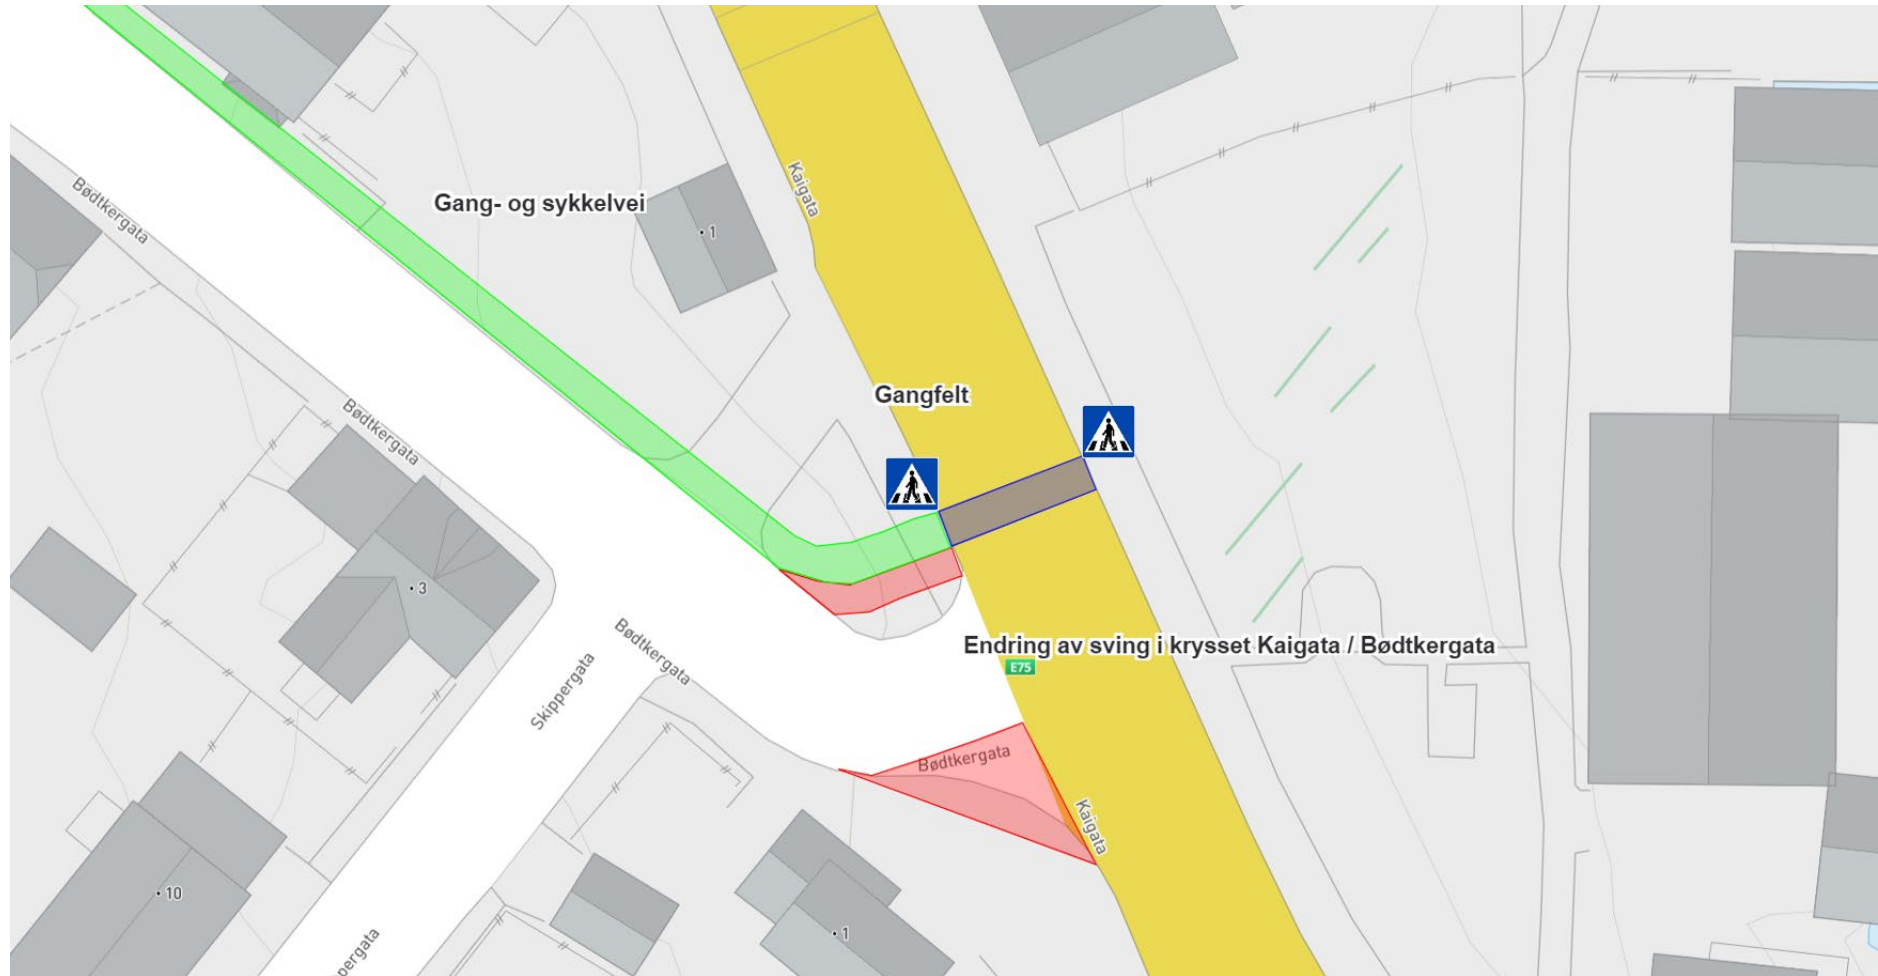 Bødtkergata
Kaigata
Gang- og sykkelvei
1
Gangfelt
Bødtkergata
3
Bødtkergata
Skippergata
Endring av sving i krysset Kaigata / Bødtkergata
E75
Bødtkergata
Kaigata
10
1
pergata